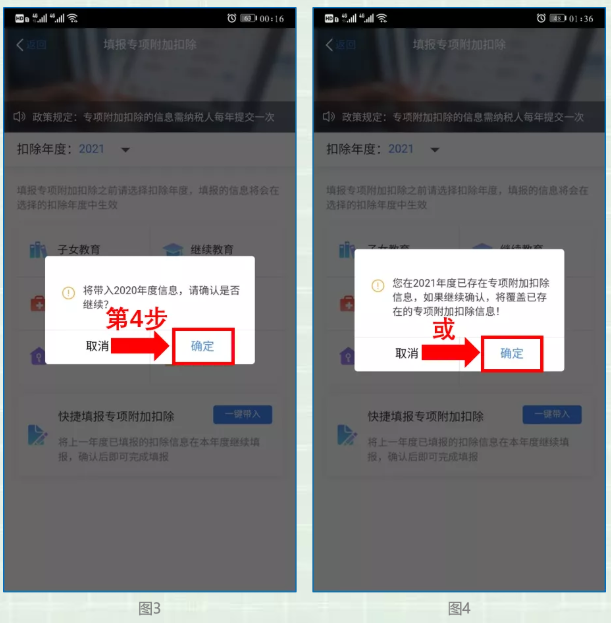 00:16
返回
填报专项附加扣除
政策规定：专项附加扣除的信息需纳税人每年提交一次
扣除年度：2021
填报专项附加扣除之前请选择扣除年度，填报的信息将会在
选择的扣除年度中生效
子女教育
继续教育
将带入2020年度信息，请确认是否
继续？
第4步
取消
确定
快捷填报专项附加扣除
一键带入
将上一年度已填报的扣除信息在本年度继续填
报，确认后即可完成填报
图3
01:36
返回
填报专项附加扣除
政策规定：专项附加扣除的信息需纳税人每年提交一次
扣除年度：2021
填报专项附加扣除之前请选择扣除年度，填报的信息将会在
选择的扣除年度中生效
子女教育
继续教育
您在2021年度已存在专项附加扣除
信息，如果继续确认，将覆盖已存
在的专项附加扣除信息！
或
取消
确定
快捷填报专项附加扣除
一键带入
将上一年度已填报的扣除信息在本年度继续填
报，确认后即可完成填报
图4